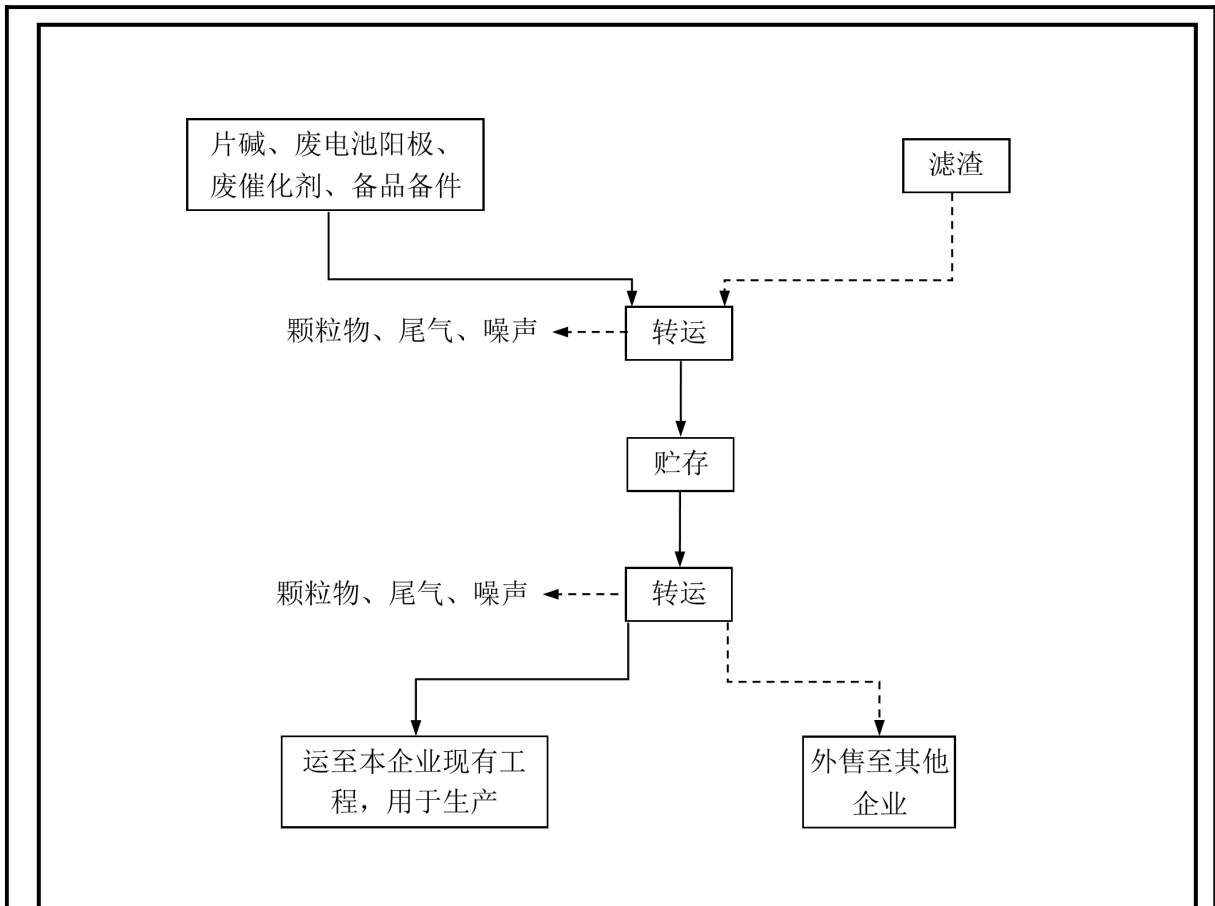 片碱、废电池阳极、
废催化剂、备品备件
滤渣
颗粒物、尾气、噪声
转运
贮存
颗粒物、尾气、噪声
转运
运至本企业现有工
程，用于生产
外售至其他
企业